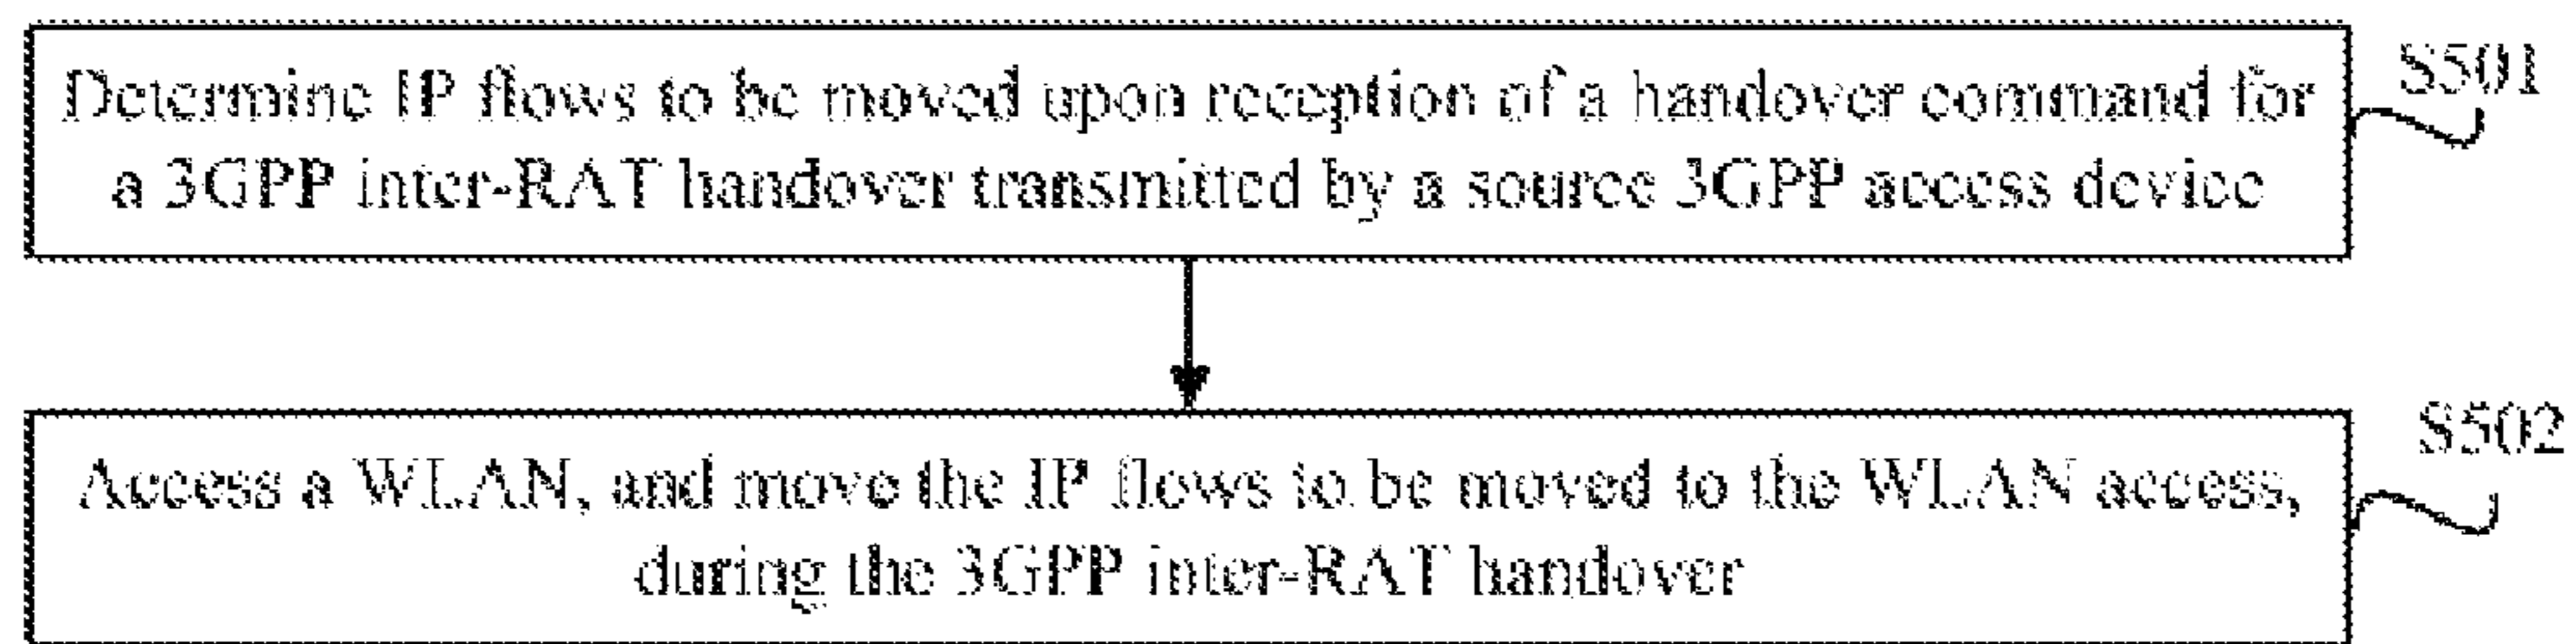 Determine IP flows to be moved upon reception of a handover command for
a 3GPP inter-RAT handover transmitted by a source 3GPP access device
S501
Access a WLAN, and move the IP flows to be moved to the WLAN access,
during the 3GPP inter-RAT handover
S502